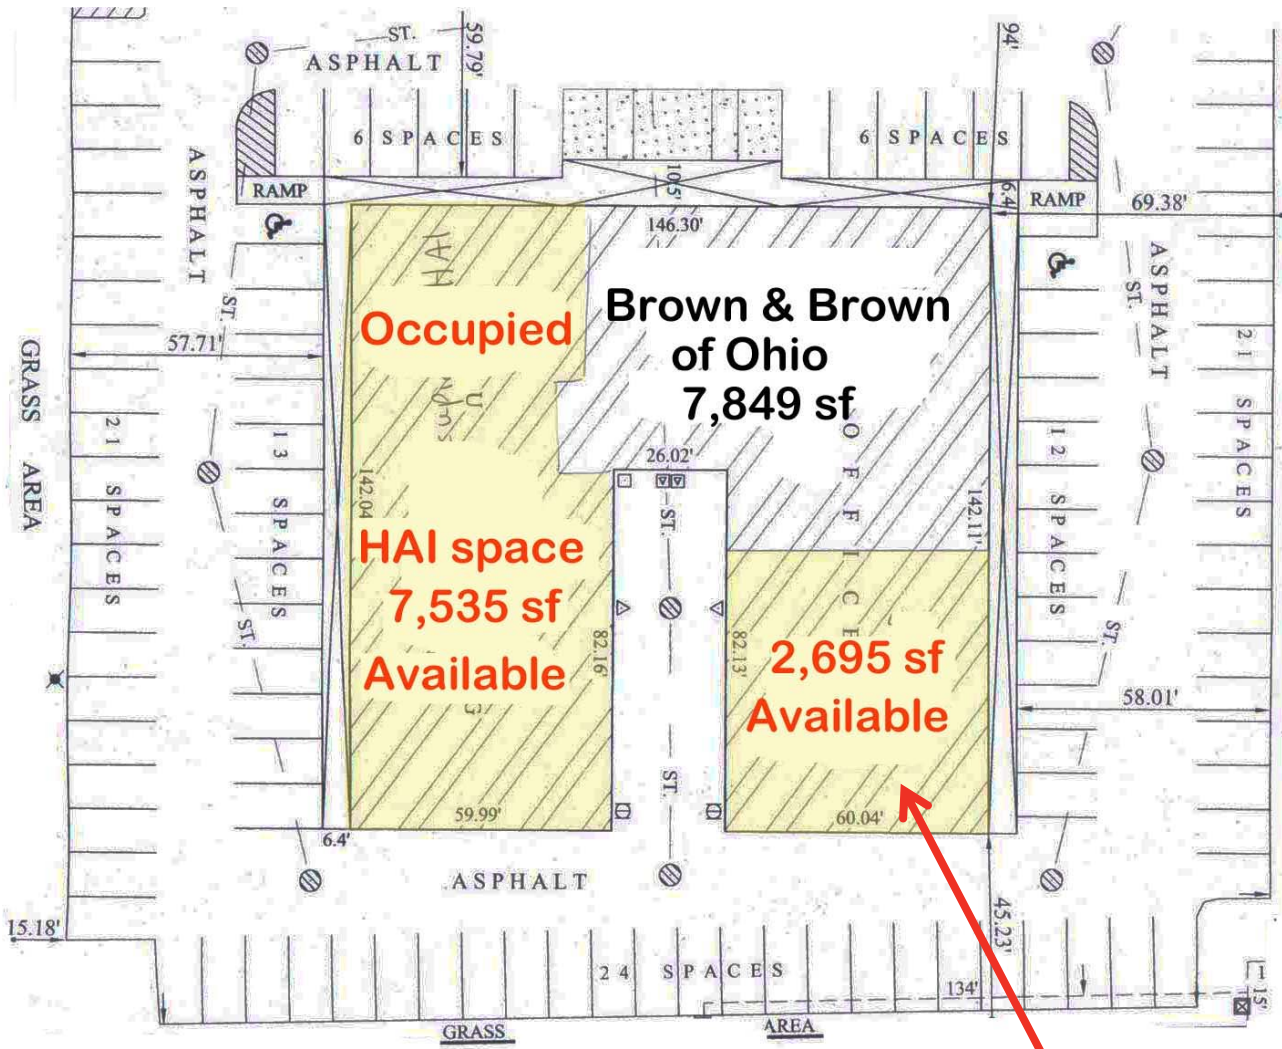 ST.
ASPHALT
59.79'
94'
6 SPACES
6 SPACES
ASPHALT
RAMP
10.5'
6.4'
RAMP
69.38'
146.30'
HAI
ASPHALT
ST.
ST.
Occupied
Brown & Brown
of Ohio
7,849 sf
57.71'
GRASS AREA
21 SPACES
13 SPACES
21 SPACES
12 SPACES
OFFICE
26.02'
142.04
142.11'
ST.
HAI space
7,535 sf
Available
82.16'
82.13'
2,695 sf
Available
ST.
ST.
58.01'
ST.
59.99'
60.04'
6.4'
ASPHALT
15.18'
45.23'
24 SPACES
134'
15'
GRASS
AREA